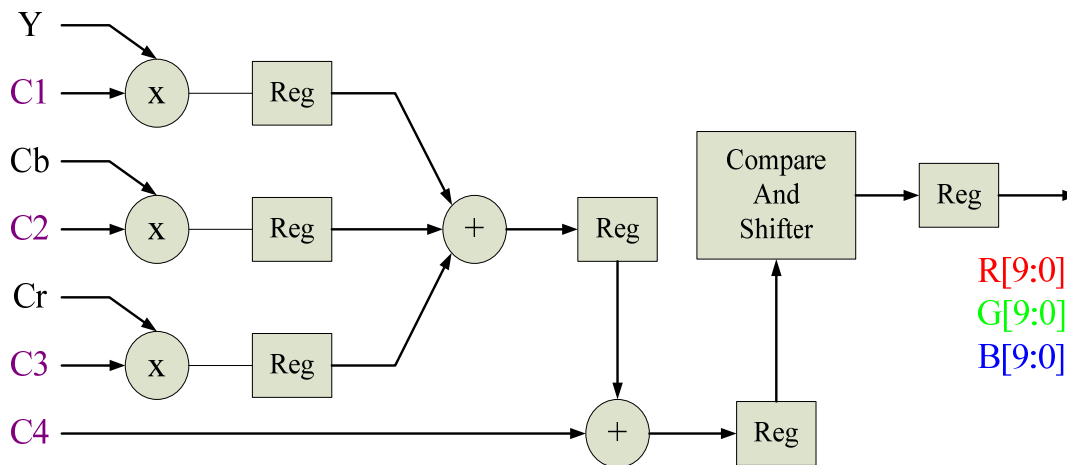 Y
C1
x
Reg
Cb
C2
x
Reg
+
Reg
Cr
C3
x
Reg
C4
+
Reg
Compare
And
Shifter
Reg
R[9:0]
G[9:0]
B[9:0]